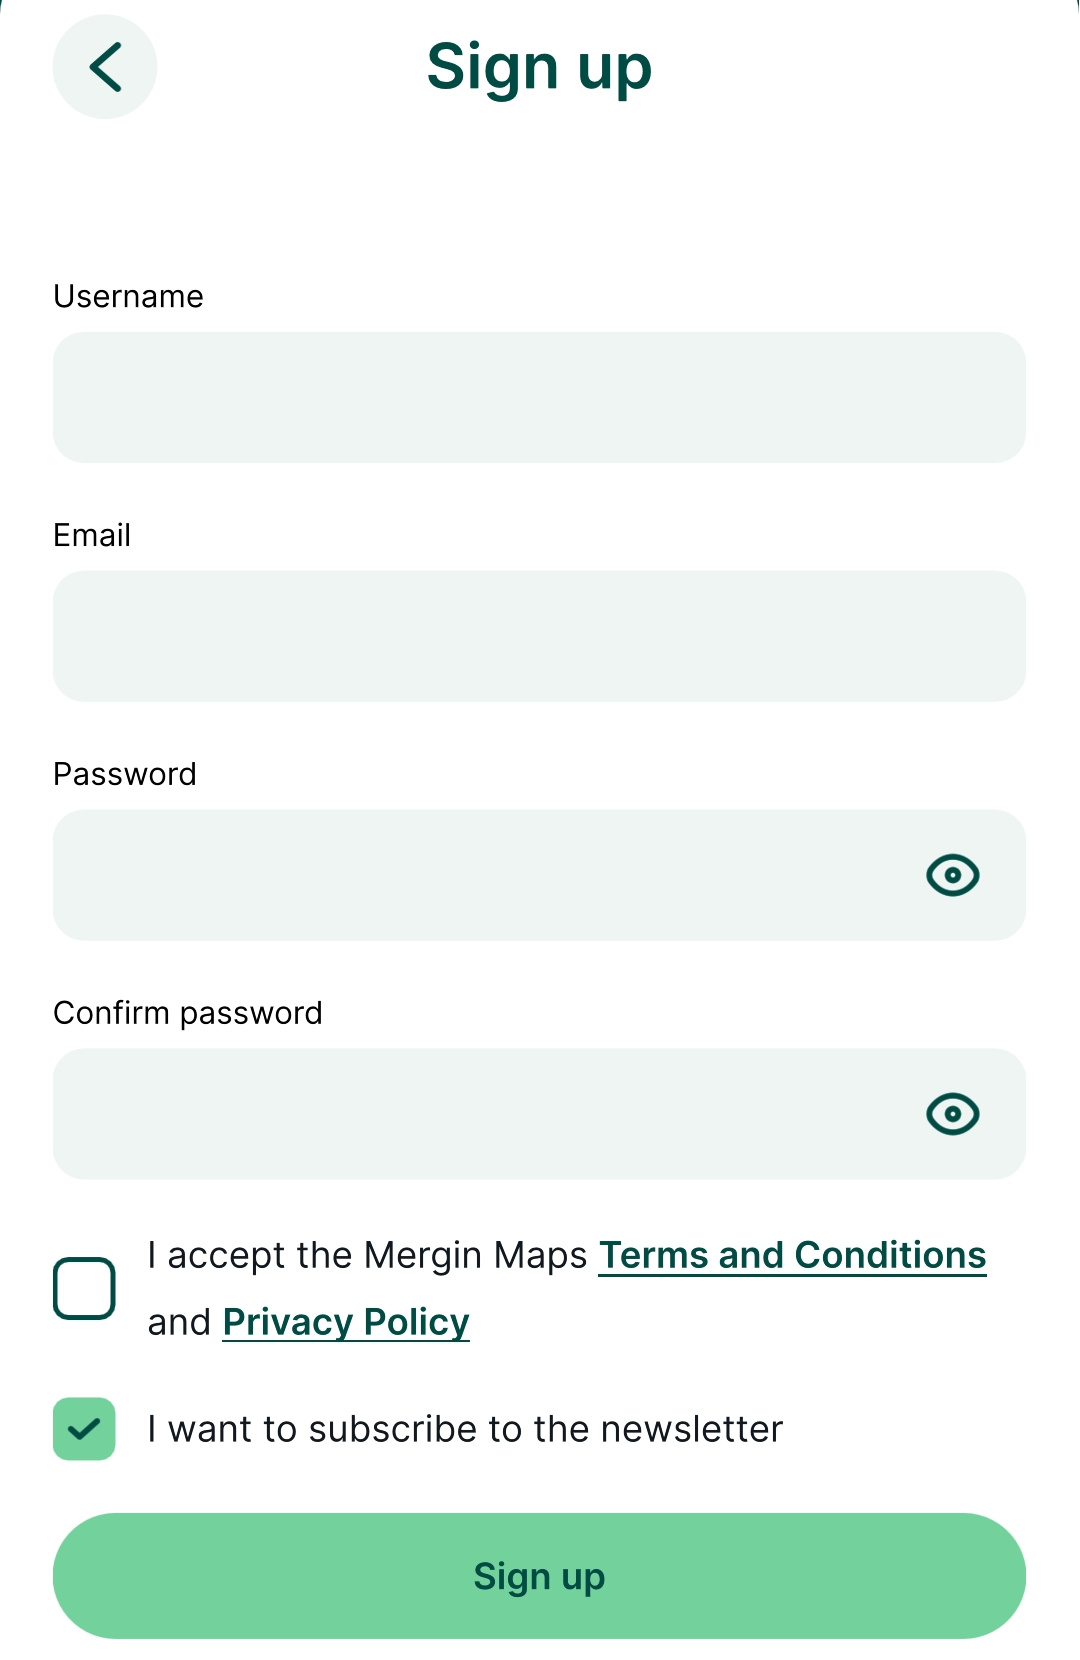 Sign up
Username
Email
Password
Confirm password
I accept the Mergin Maps Terms and Conditions
and Privacy Policy
I want to subscribe to the newsletter
Sign up